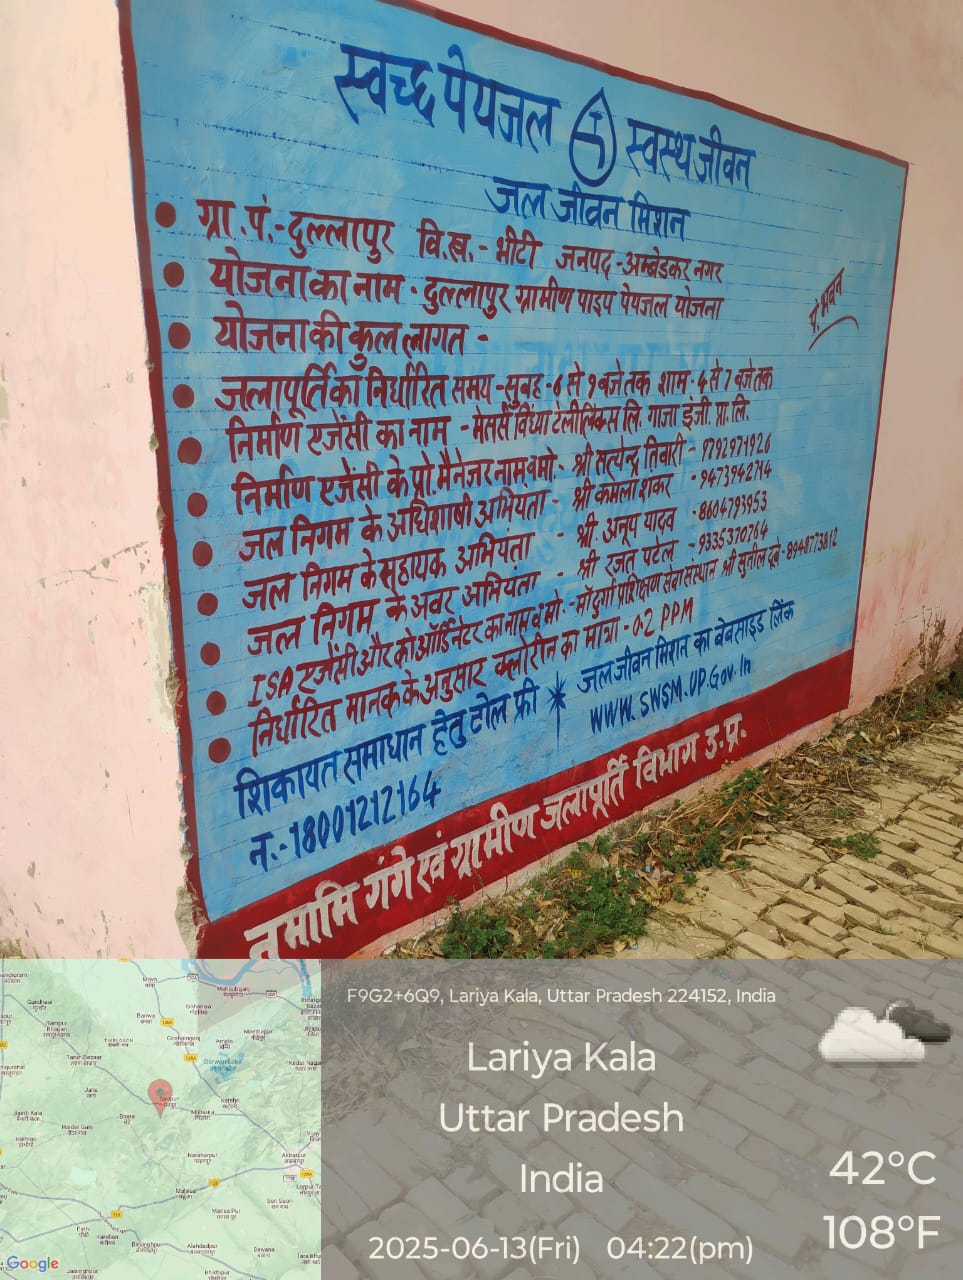 स्वच्छ पेयजल स्वस्थ जीवन
जल जीवन मिशन
ग्रा.पं.-दुल्लापुर वि.ख.-भीटी जनपद-अम्बेडकर नगर
योजना का नाम - दुल्लापुर ग्रामीण पाइप पेयजल योजना
पं. भवन
योजना की कुल लागत -
जलापूर्ति का निर्धारित समय - सुबह - 6 से 9 बजे तक शाम - 4 से 7 बजे तक
निर्माण एजेंसी का नाम - मेसर्स विंध्या टेलीलिंक्स लि. गाजा इंजी. प्रा. लि.
निर्माण एजेंसी के प्रो. मैनेजर नाम व मो. - श्री सत्येन्द्र तिवारी - 9792971926
जल निगम के अधिशाषी अभियंता - श्री कमला शंकर - 9473942714
जल निगम के सहायक अभियंता - श्री. अनूप यादव - 8604793953
जल निगम के अवर अभियंता - श्री रजत पटेल - 9335370764
ISA एजेंसी और को ऑर्डिनेटर का नाम व मो. - माँ दुर्गा प्रशिक्षण सेवा संस्थान श्री सुनील दूबे - 8948773812
निर्धारित मानक के अनुसार क्लोरीन का मात्रा - 0.2 PPM
शिकायत समाधान हेतु टोल फ्री
न.:-18001212164
जल जीवन मिशन का वेबसाइड लिंक
WWW.SWSM.UP.Gov.In
नमामि गंगे एवं ग्रामीण जलापूर्ति विभाग उ.प्र.
F9G2+6Q9, Lariya Kala, Uttar Pradesh 224152, India
Lariya Kala
Uttar Pradesh
India
42°C
108°F
2025-06-13(Fri) 04:22(pm)
Google